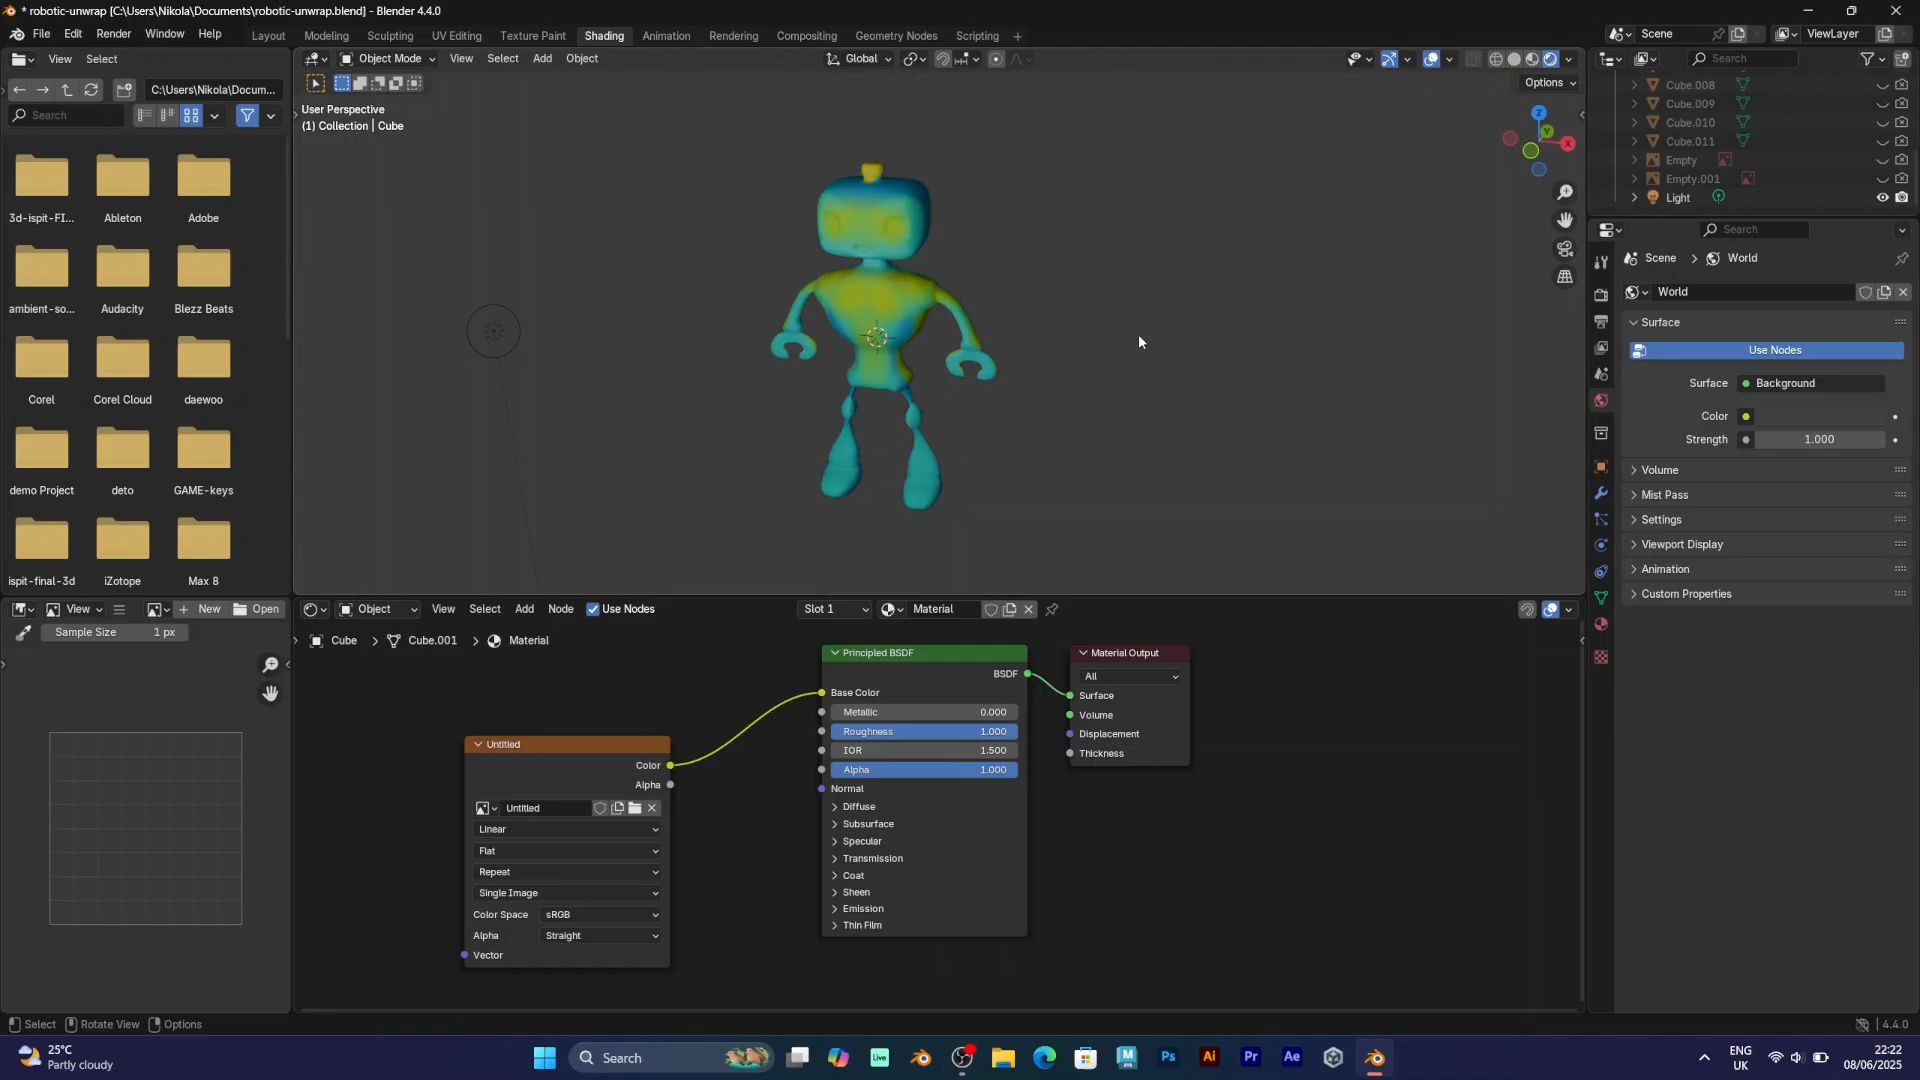 * robotic-unwrap [C:\Users\Nikola\Documents\robotic-unwrap.blend] - Blender 4.4.0
File Edit Render Window Help
Layout Modeling Sculpting UV Editing Texture Paint Shading Animation Rendering Compositing Geometry Nodes Scripting +
Scene
ViewLayer
View Select
Object Mode View Select Add Object
Global
Options
C:\Users\Nikola\Docum...
Search
User Perspective
(1) Collection | Cube
3d-ispit-FI... Ableton Adobe
ambient-so... Audacity Blezz Beats
Corel Corel Cloud daewoo
demo Project deto GAME-keys
ispit-final-3d iZotope Max 8
Z
Y
X
Search
Cube.008
Cube.009
Cube.010
Cube.011
Empty
Empty.001
Light
Search
Scene > World
World
Surface
Use Nodes
Surface Background
Color
Strength 1.000
Volume
Mist Pass
Settings
Viewport Display
Animation
Custom Properties
View New Open
Sample Size 1 px
Object View Select Add Node Use Nodes Slot 1 Material
Cube > Cube.001 > Material
Untitled
Color
Alpha
Untitled
Linear
Flat
Repeat
Single Image
Color Space sRGB
Alpha Straight
Vector
Principled BSDF
BSDF
Base Color
Metallic 0.000
Roughness 1.000
IOR 1.500
Alpha 1.000
Normal
Diffuse
Subsurface
Specular
Transmission
Coat
Sheen
Emission
Thin Film
Material Output
All
Surface
Volume
Displacement
Thickness
Select Rotate View Options
4.4.0
25°C
Partly cloudy
Search
Live
M
Ps
Ai
Pr
Ae
ENG
UK
22:22
08/06/2025